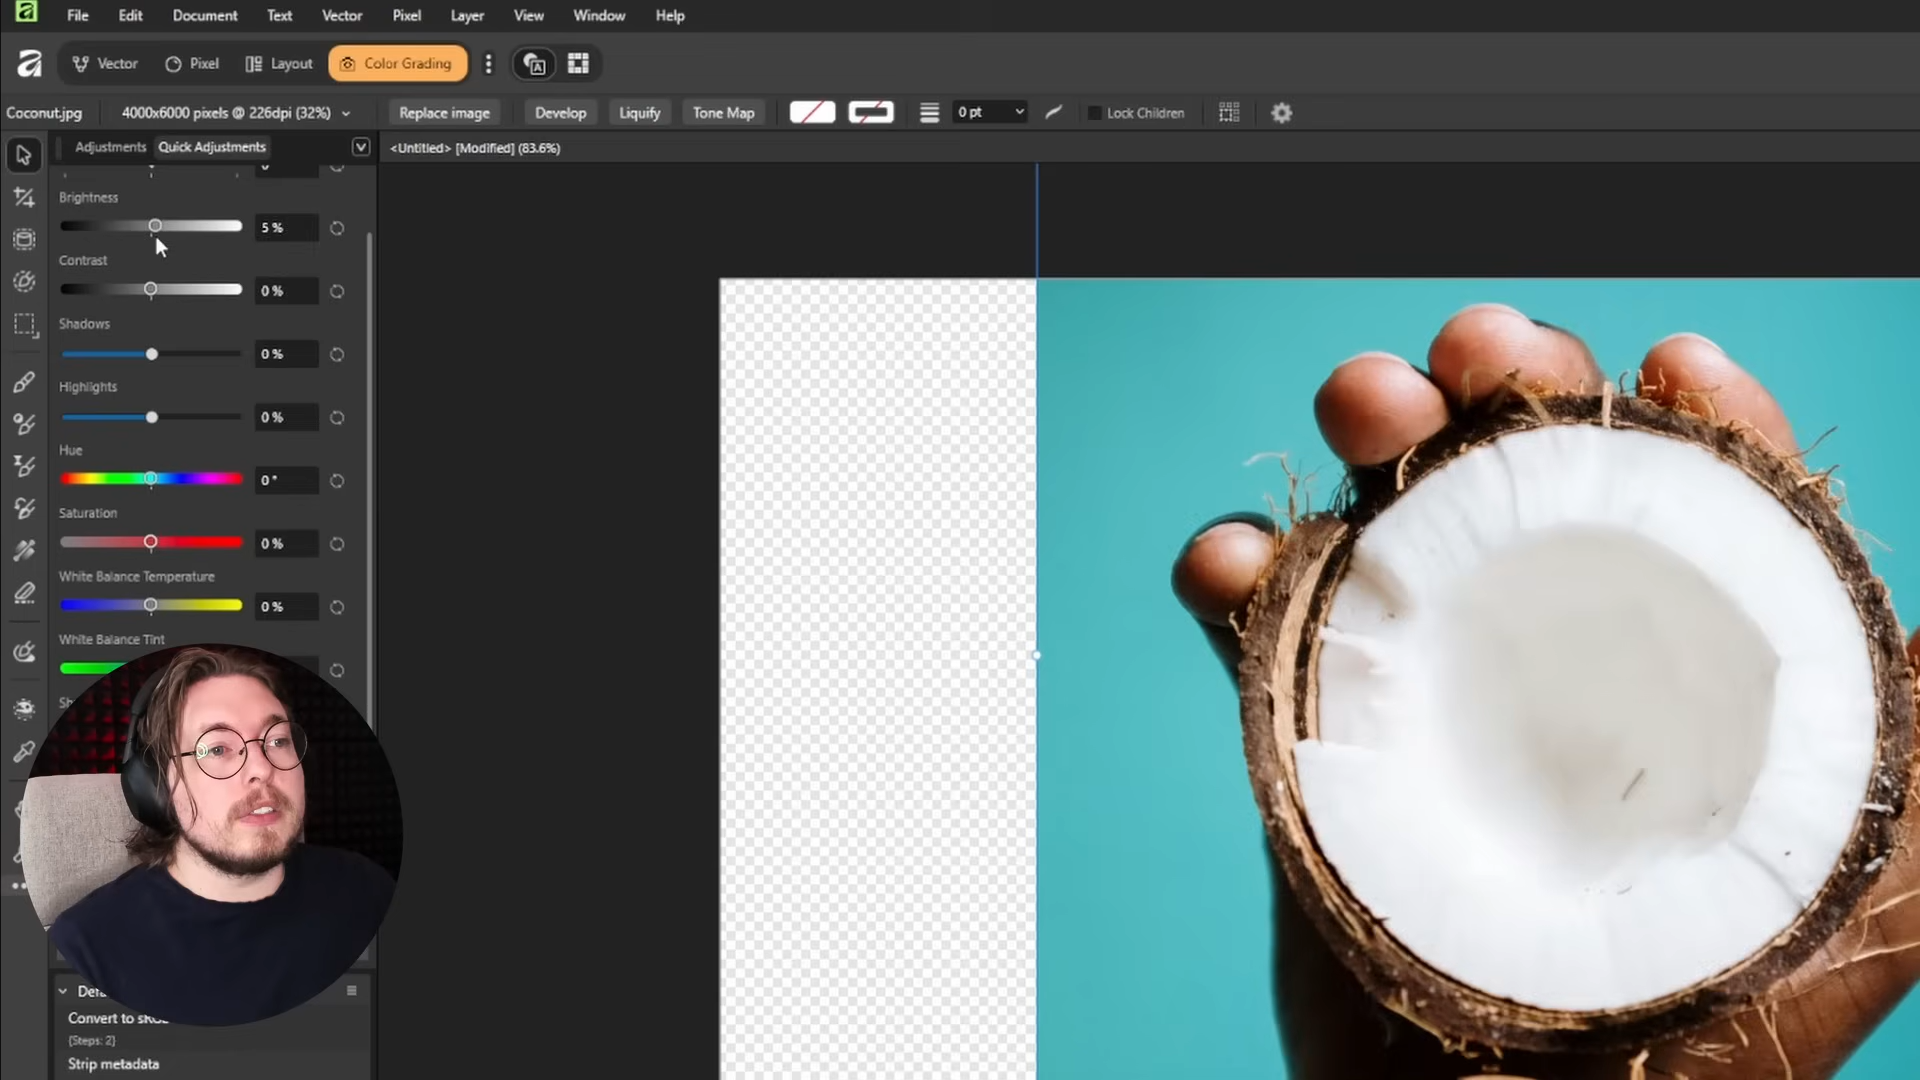 File Edit Document Text Vector Pixel Layer View Window Help
Vector Pixel Layout Color Grading
Coconut.jpg 4000x6000 pixels @ 226dpi (32%) Replace image Develop Liquify Tone Map 0 pt Lock Children
Adjustments Quick Adjustments <Untitled> [Modified] (83.6%)
Brightness
5 %
Contrast
0 %
Shadows
0 %
Highlights
0 %
Hue
0 °
Saturation
0 %
White Balance Temperature
0 %
White Balance Tint
Convert to
(Steps: 2)
Strip metadata